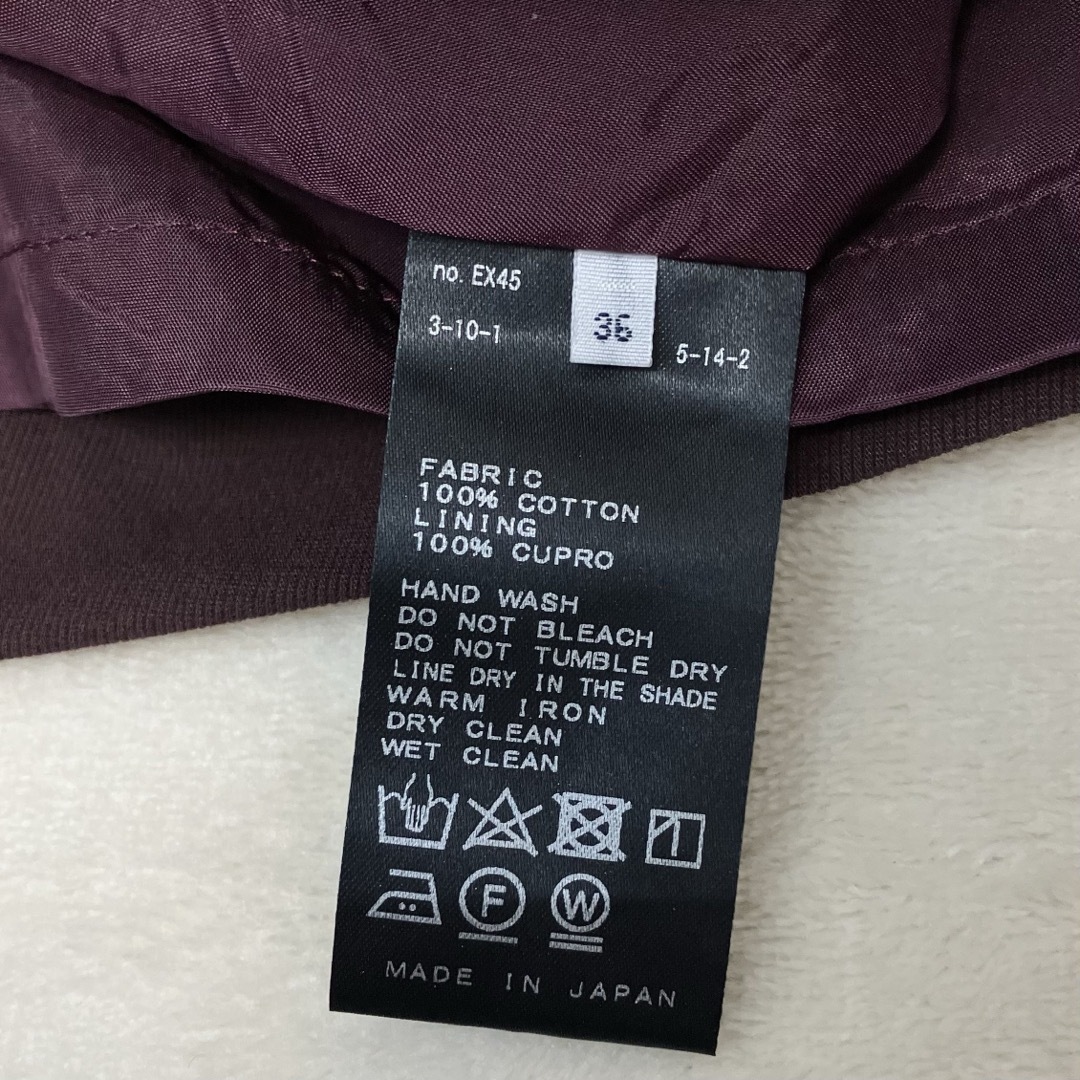 no. EX45
36
3-10-1
5-14-2
FABRIC
100% COTTON
LINING
100% CUPRO
HAND WASH
DO NOT BLEACH
DO NOT TUMBLE DRY
LINE DRY IN THE SHADE
WARM IRON
DRY CLEAN
WET CLEAN
F
W
MADE IN JAPAN